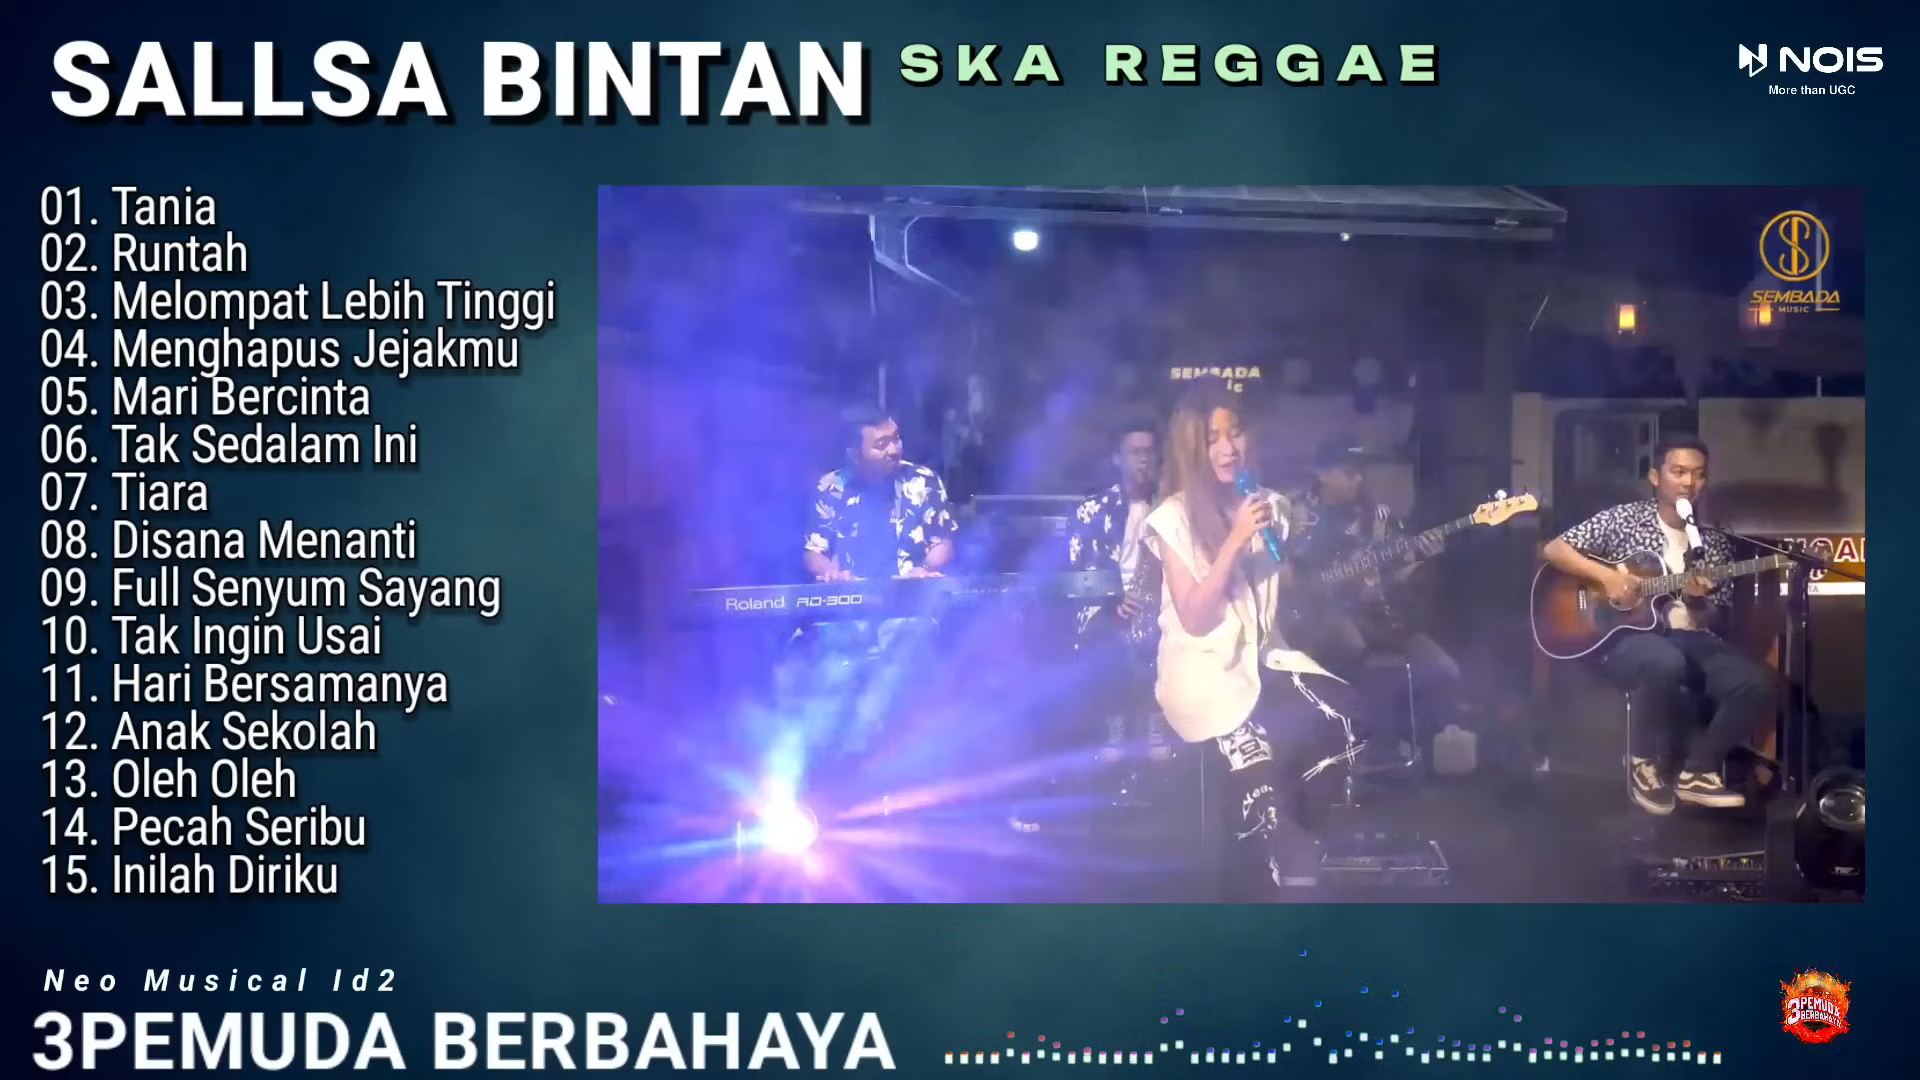 SALLSA BINTAN
SKA REGGAE
NOIS
More than UGC
01. Tania
02. Runtah
03. Melompat Lebih Tinggi
04. Menghapus Jejakmu
05. Mari Bercinta
06. Tak Sedalam Ini
07. Tiara
08. Disana Menanti
09. Full Senyum Sayang
10. Tak Ingin Usai
11. Hari Bersamanya
12. Anak Sekolah
13. Oleh Oleh
14. Pecah Seribu
15. Inilah Diriku
SEMBADA
MUSIC
SEMBADA
Roland RD-300
Neo Musical Id2
3PEMUDA BERBAHAYA
3PEMUDA
BERBAHAYA